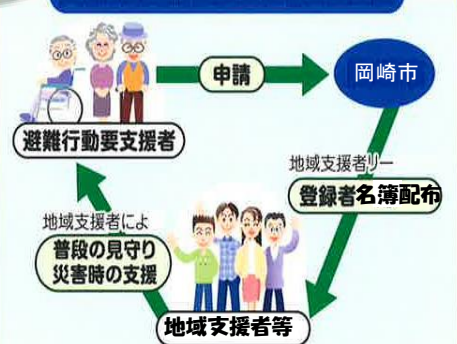 申請
岡崎市
避難行動要支援者
地域支援者リー
登録者名簿配布
地域支援者によ
普段の見守り
災害時の支援
地域支援者等